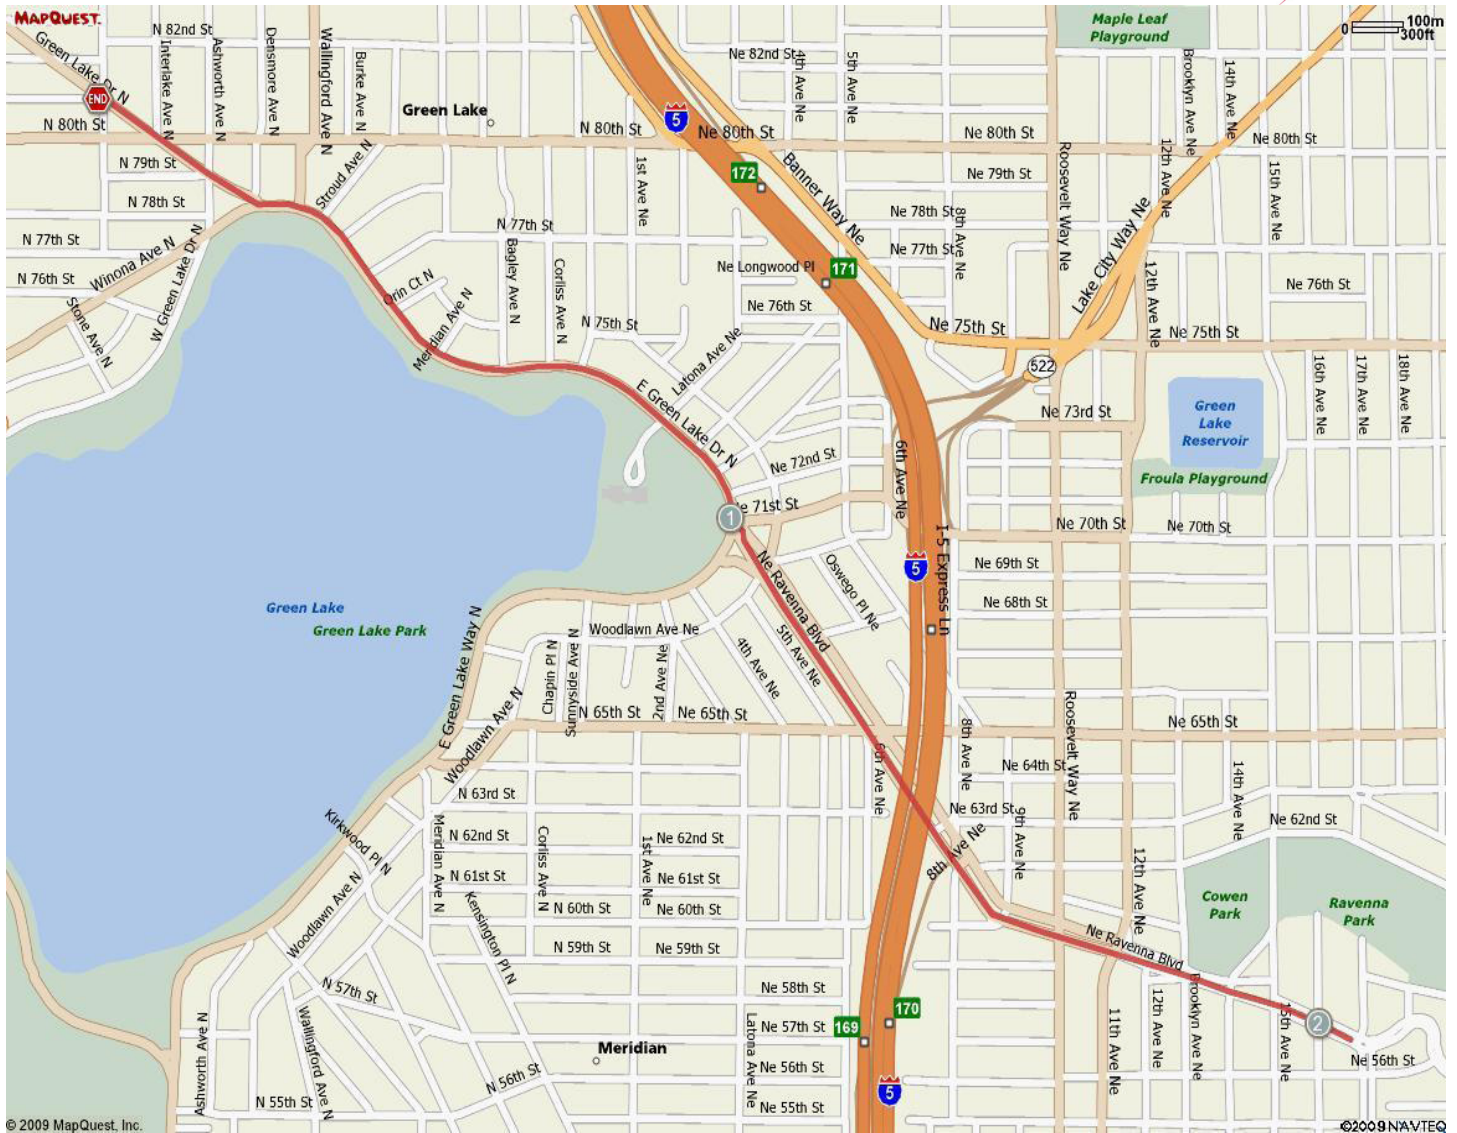 MAPQUEST.
Green Lake Dr N
END
N 82nd St
Interlake Ave N
Ashworth Ave N
Densmore Ave N
Wallingford Ave N
Burke Ave N
Green Lake
N 80th St
N 80th St
5
Ne 80th St
Ne 82nd St
4th Ave Ne
5th Ave Ne
Maple Leaf
Playground
100m
0
300ft
Brooklyn Ave Ne
14th Ave Ne
Ne 80th St
Ne 80th St
N 79th St
N 78th St
N 77th St
N 76th St
Winona Ave N
W Green Lake Dr N
Stone Ave N
Stroud Ave N
N 77th St
1st Ave Ne
172
Banner Way Ne
Ne 79th St
Ne 78th St
Ne 77th St
8th Ave Ne
Roosevelt Way Ne
12th Ave Ne
15th Ave Ne
Lake City Way Ne
12th Ave Ne
Orin Ct N
Meridian Ave N
Bagley Ave N
Corliss Ave N
N 75th St
Ne Longwood Pl
171
Ne 76th St
Ne 76th St
Latona Ave Ne
Ne 75th St
Ne 75th St
522
16th Ave Ne
17th Ave Ne
18th Ave Ne
E Green Lake Dr N
Ne 73rd St
Green
Lake
Reservoir
Froula Playground
Ne 72nd St
6th Ave Ne
Ne 71st St
1
Ne 70th St
Ne 70th St
I-5 Express Ln
5
Ne 69th St
Ne 68th St
Ne Ravenna Blvd
Oswego Pl Ne
Green Lake
Green Lake Park
E Green Lake Way N
Woodlawn Ave Ne
Chapin Pl N
Sunnyside Ave N
2nd Ave Ne
4th Ave Ne
5th Ave Ne
N 65th St
Ne 65th St
Ne 65th St
Woodlawn Ave N
6th Ave Ne
8th Ave Ne
Roosevelt Way Ne
Ne 64th St
14th Ave Ne
N 63rd St
Ne 63rd St
9th Ave Ne
Ne 62nd St
Kirkwood Pl N
Meridian Ave N
N 62nd St
Corliss Ave N
1st Ave Ne
Ne 62nd St
8th Ave Ne
12th Ave Ne
N 61st St
Ne 61st St
Cowen
Park
Ravenna
Park
Woodlawn Ave N
Kensington Pl N
N 60th St
Ne 60th St
N 59th St
Ne 59th St
Ne Ravenna Blvd
N 57th St
Ne 58th St
170
169
Ne 57th St
Latona Ave Ne
11th Ave Ne
12th Ave Ne
Brooklyn Ave Ne
15th Ave Ne
2
Ashworth Ave N
Wallingford Ave N
Meridian
Ne 56th St
Ne 56th St
N 56th St
5
N 55th St
Ne 55th St
© 2009 MapQuest, Inc.
©2009 NAVTEQ